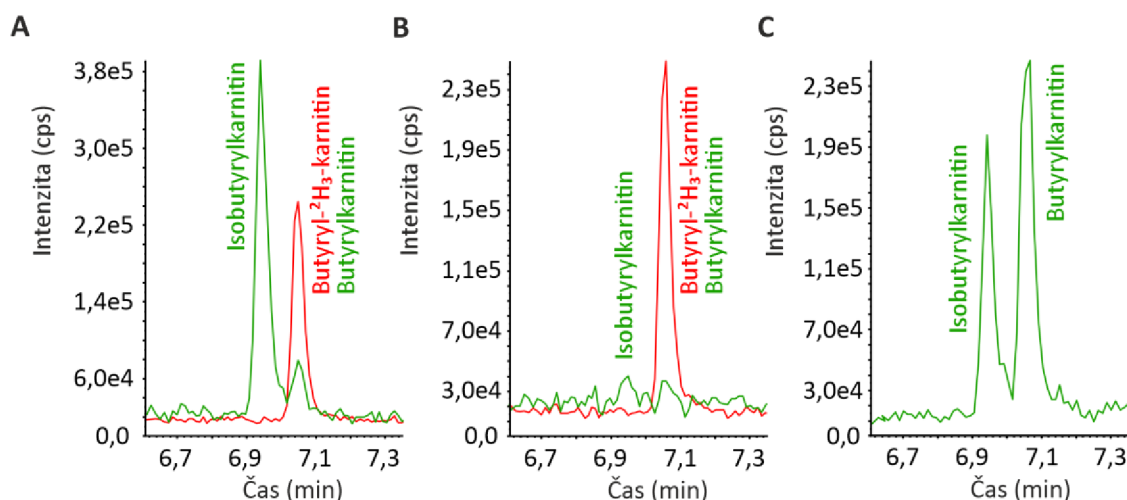 A
Intenzita (cps)
3,8e5
3,0e5
2,2e5
1,4e5
6,0e4
0,0
Isobutyrylkarnitin
Butyryl-²H₃-karnitin
Butyrylkarnitin
6,7
6,9
7,1
7,3
Čas (min)
B
Intenzita (cps)
2,3e5
1,9e5
1,5e5
1,1e5
7,0e4
3,0e4
0,0
Isobutyrylkarnitin
Butyryl-²H₃-karnitin
Butyrylkarnitin
6,7
6,9
7,1
7,3
Čas (min)
C
Intenzita (cps)
2,3e5
1,9e5
1,5e5
1,1e5
7,0e4
3,0e4
0,0
Isobutyrylkarnitin
Butyrylkarnitin
6,7
6,9
7,1
7,3
Čas (min)